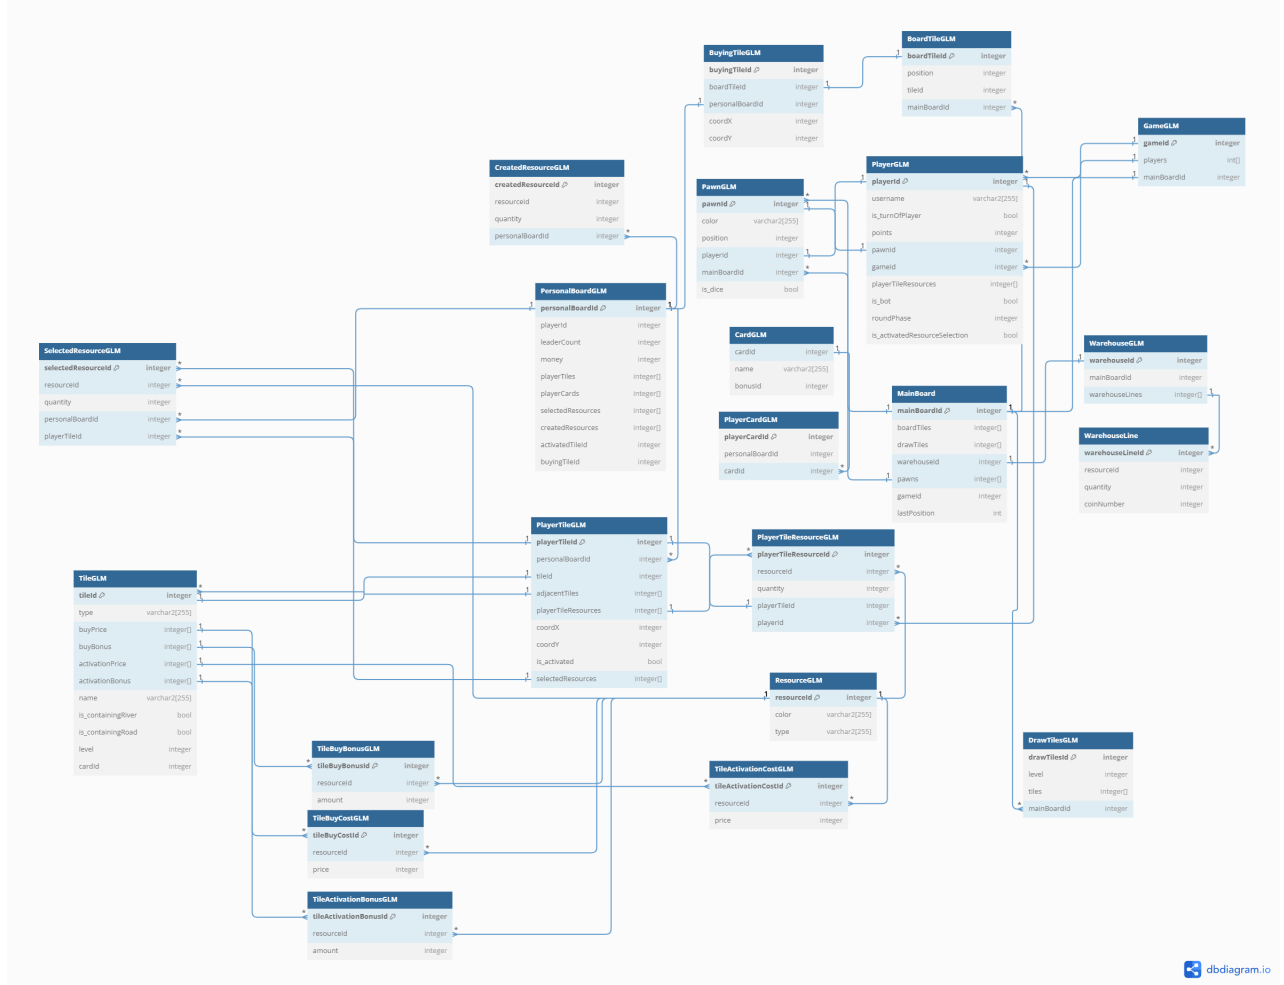 BoardTileGLM
boardTileId integer
position integer
tileId integer
mainBoardId integer
BuyingTileGLM
buyingTileId integer
boardTileId integer
personalBoardId integer
coordX integer
coordY integer
GameGLM
gameId integer
players int[]
mainBoardId integer
CreatedResourceGLM
createdResourceId integer
resourceId integer
quantity integer
personalBoardId integer
PawnGLM
pawnId integer
color varchar2[255]
position integer
playerId integer
mainBoardId integer
is_dice bool
PlayerGLM
playerId integer
username varchar2[255]
is_turnOfPlayer bool
points integer
pawnId integer
gameId integer
playerTileResources integer[]
is_bot bool
roundPhase integer
is_activatedResourceSelection bool
PersonalBoardGLM
personalBoardId integer
playerId integer
leaderCount integer
money integer
playerTiles integer[]
playerCards integer[]
selectedResources integer[]
createdResources integer[]
activatedTileId integer
buyingTileId integer
SelectedResourceGLM
selectedResourceId integer
resourceId integer
quantity integer
personalBoardId integer
playerTileId integer
CardGLM
cardId integer
name varchar2[255]
bonusId integer
WarehouseGLM
warehouseId integer
mainBoardId integer
warehouseLines integer[]
PlayerCardGLM
playerCardId integer
personalBoardId integer
cardId integer
MainBoard
mainBoardId integer
boardTiles integer[]
drawTiles integer[]
warehouseId integer
pawns integer[]
gameId integer
lastPosition int
WarehouseLine
warehouseLineId integer
resourceId integer
quantity integer
coinNumber integer
PlayerTileGLM
playerTileId integer
personalBoardId integer
tileId integer
adjacentTiles integer[]
playerTileResources integer[]
coordX integer
coordY integer
is_activated bool
selectedResources integer[]
PlayerTileResourceGLM
playerTileResourceId integer
resourceId integer
quantity integer
playerTileId integer
playerId integer
TileGLM
tileId integer
type varchar2[255]
buyPrice integer[]
buyBonus integer[]
activationPrice integer[]
activationBonus integer[]
name varchar2[255]
is_containingRiver bool
is_containingRoad bool
level integer
cardId integer
ResourceGLM
resourceId integer
color varchar2[255]
type varchar2[255]
TileBuyBonusGLM
tileBuyBonusId integer
resourceId integer
amount integer
TileActivationCostGLM
tileActivationCostId integer
resourceId integer
price integer
DrawTilesGLM
drawTilesId integer
level integer
tiles integer[]
mainBoardId integer
TileBuyCostGLM
tileBuyCostId integer
resourceId integer
price integer
TileActivationBonusGLM
tileActivationBonusId integer
resourceId integer
amount integer
dbdiagram.io